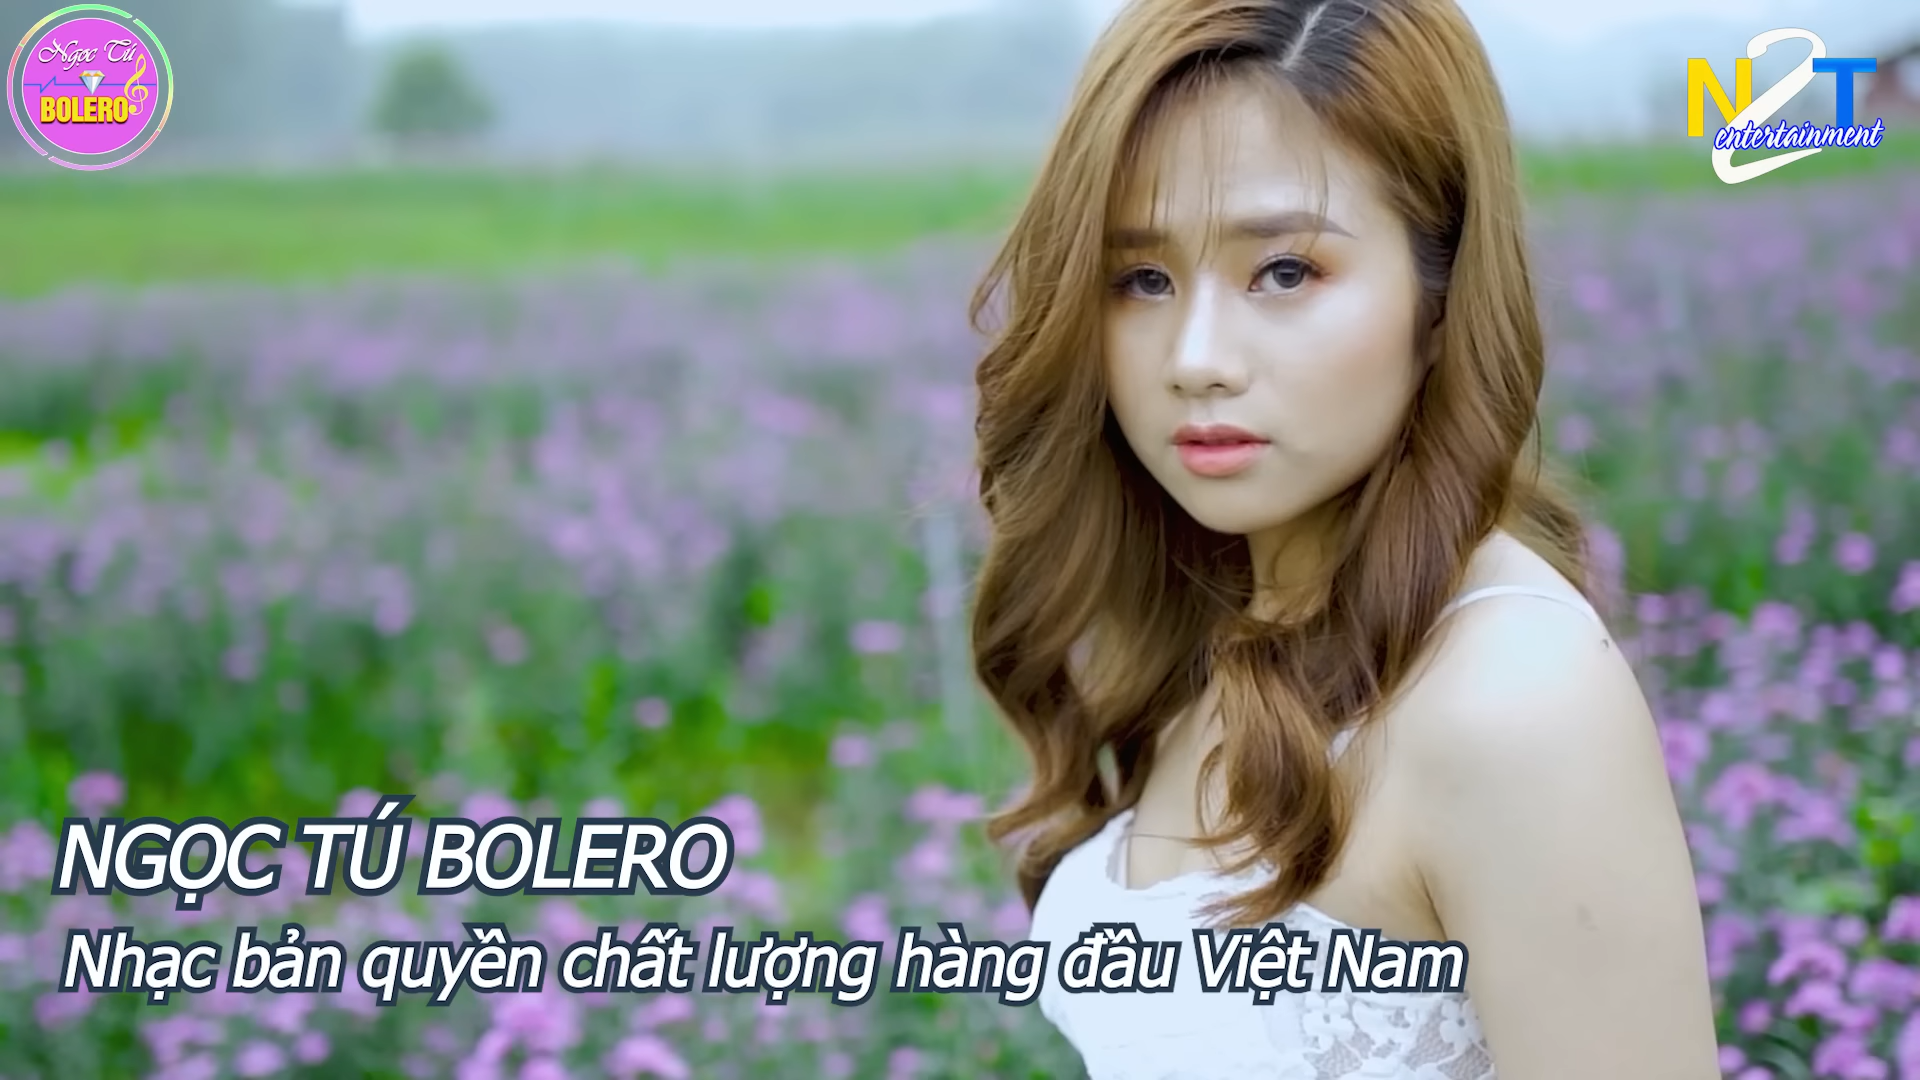 Ngọc Tú
BOLERO
N2T
entertainment
NGỌC TÚ BOLERO
Nhạc bản quyền chất lượng hàng đầu Việt Nam